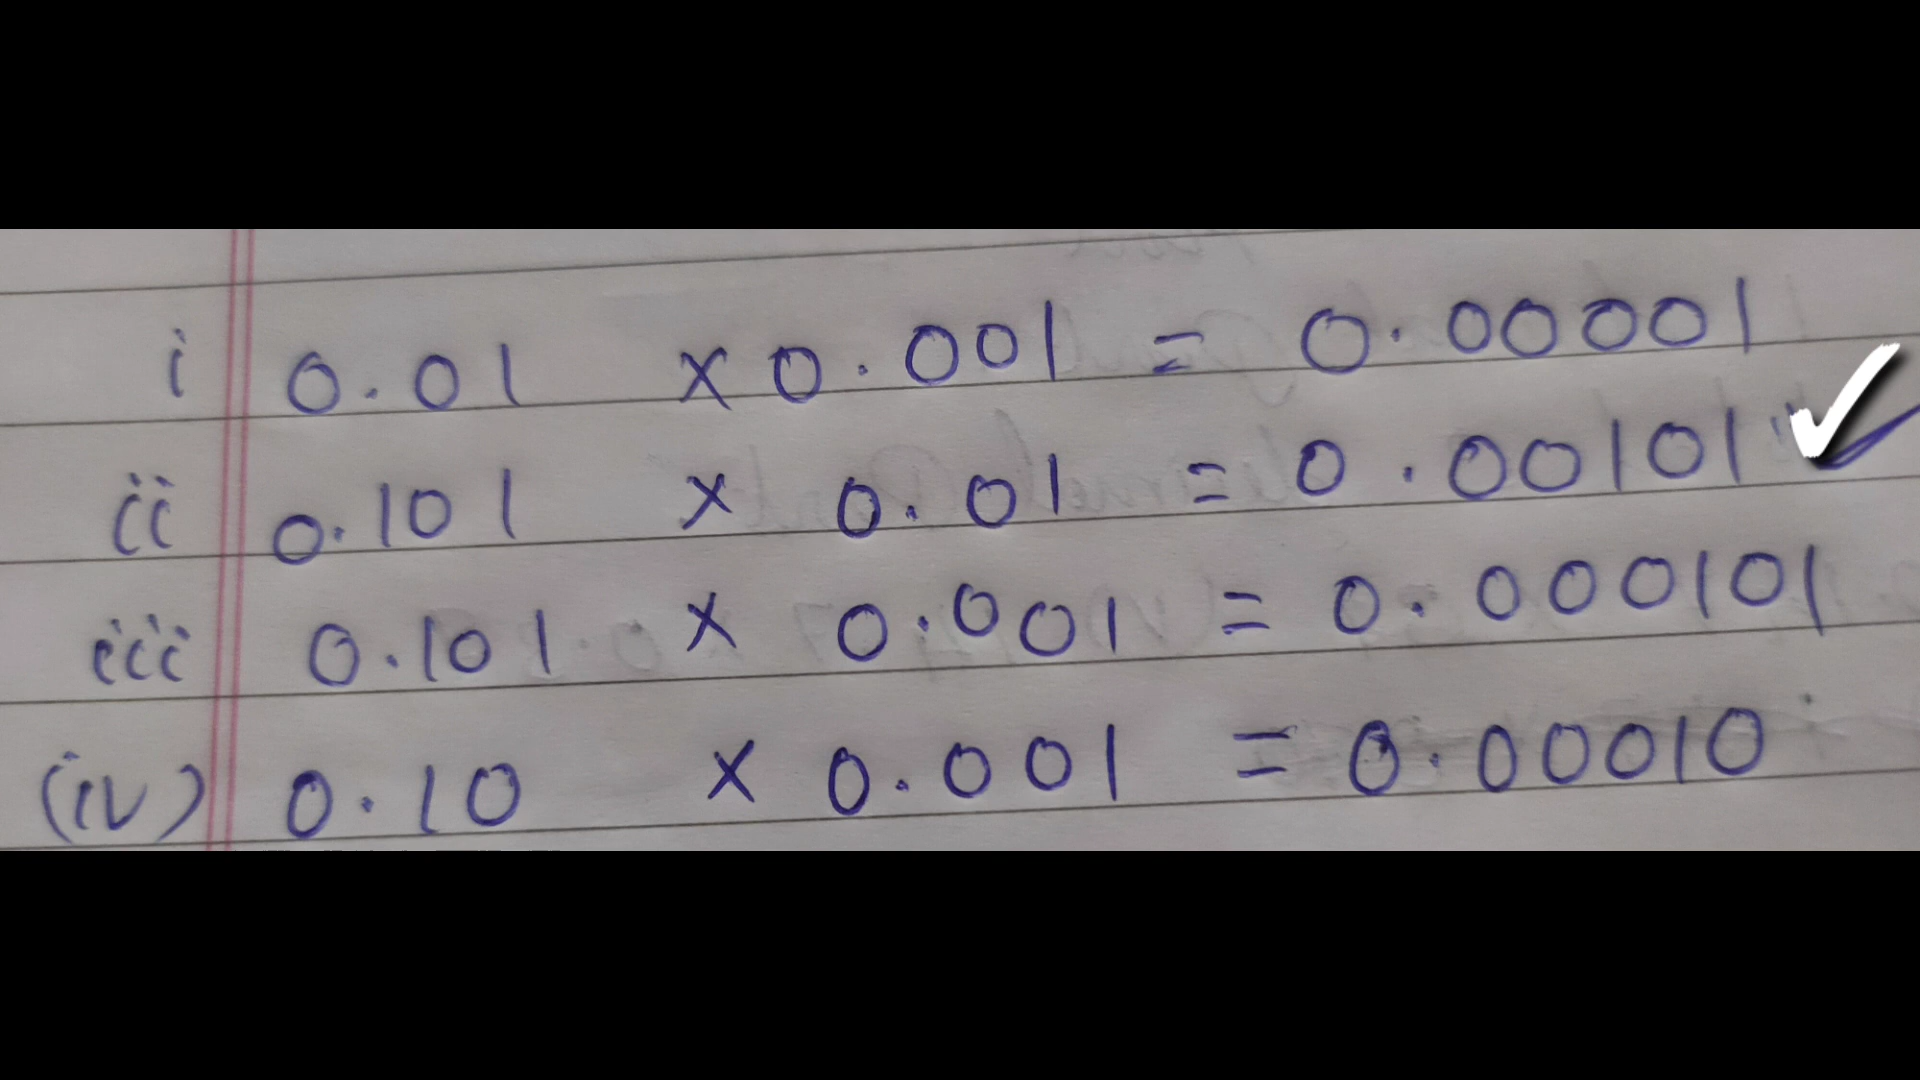 i 0.01 × 0.001 = 0.00001
ii 0.101 × 0.01 = 0.00101
iii 0.101 × 0.001 = 0.000101
(iv) 0.10 × 0.001 = 0.00010